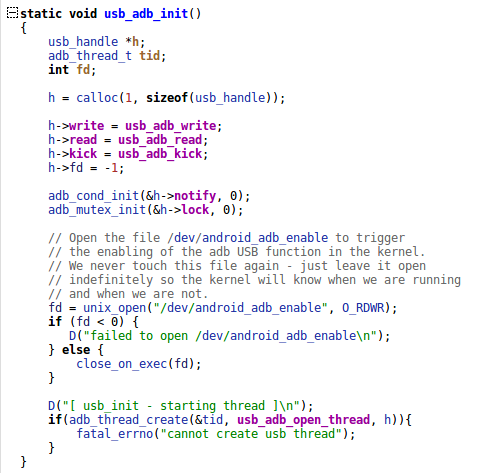 static void usb_adb_init()
{
    usb_handle *h;
    adb_thread_t tid;
    int fd;

    h = calloc(1, sizeof(usb_handle));

    h->write = usb_adb_write;
    h->read = usb_adb_read;
    h->kick = usb_adb_kick;
    h->fd = -1;

    adb_cond_init(&h->notify, 0);
    adb_mutex_init(&h->lock, 0);

    // Open the file /dev/android_adb_enable to trigger
    // the enabling of the adb USB function in the kernel.
    // We never touch this file again - just leave it open
    // indefinitely so the kernel will know when we are running
    // and when we are not.
    fd = unix_open("/dev/android_adb_enable", O_RDWR);
    if (fd < 0) {
       D("failed to open /dev/android_adb_enable\n");
    } else {
        close_on_exec(fd);
    }

    D("[ usb_init - starting thread ]\n");
    if(adb_thread_create(&tid, usb_adb_open_thread, h)){
        fatal_errno("cannot create usb thread");
    }
}